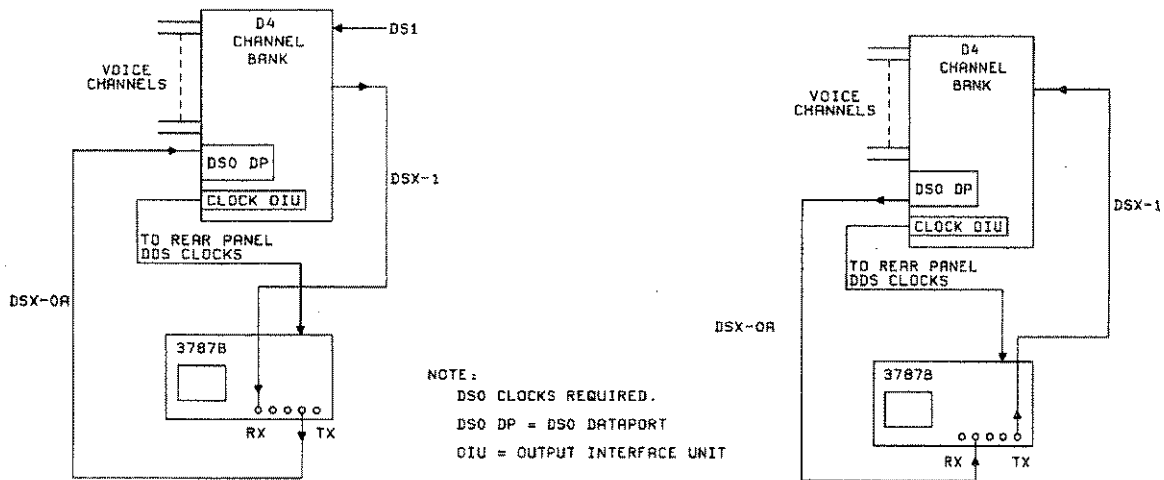 D4
CHANNEL
BANK
DS1
VOICE
CHANNELS
DSO DP
CLOCK OIU
DSX-1
TO REAR PANEL
DDS CLOCKS
DSX-0A
3787B
RX TX
NOTE:
DSO CLOCKS REQUIRED.
DSO DP = DSO DATAPORT
OIU = OUTPUT INTERFACE UNIT
D4
CHANNEL
BANK
VOICE
CHANNELS
DSO DP
CLOCK OIU
DSX-1
TO REAR PANEL
DDS CLOCKS
DSX-0A
3787B
RX TX